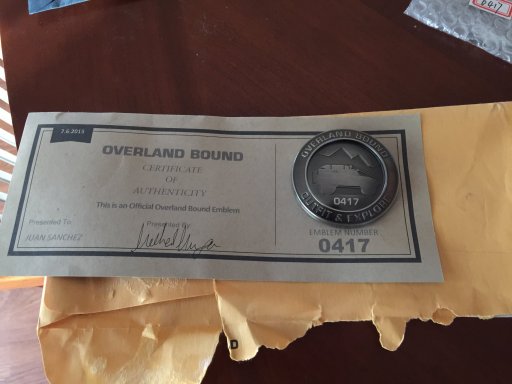 0417
7.6.2015
OVERLAND BOUND
CERTIFICATE
OF
AUTHENTICITY
This is an Official Overland Bound Emblem
Presented To:
JUAN SANCHEZ
Presented By:
OVERLAND BOUND
0417
OUTFIT & EXPLORE
EMBLEM NUMBER
0417
D